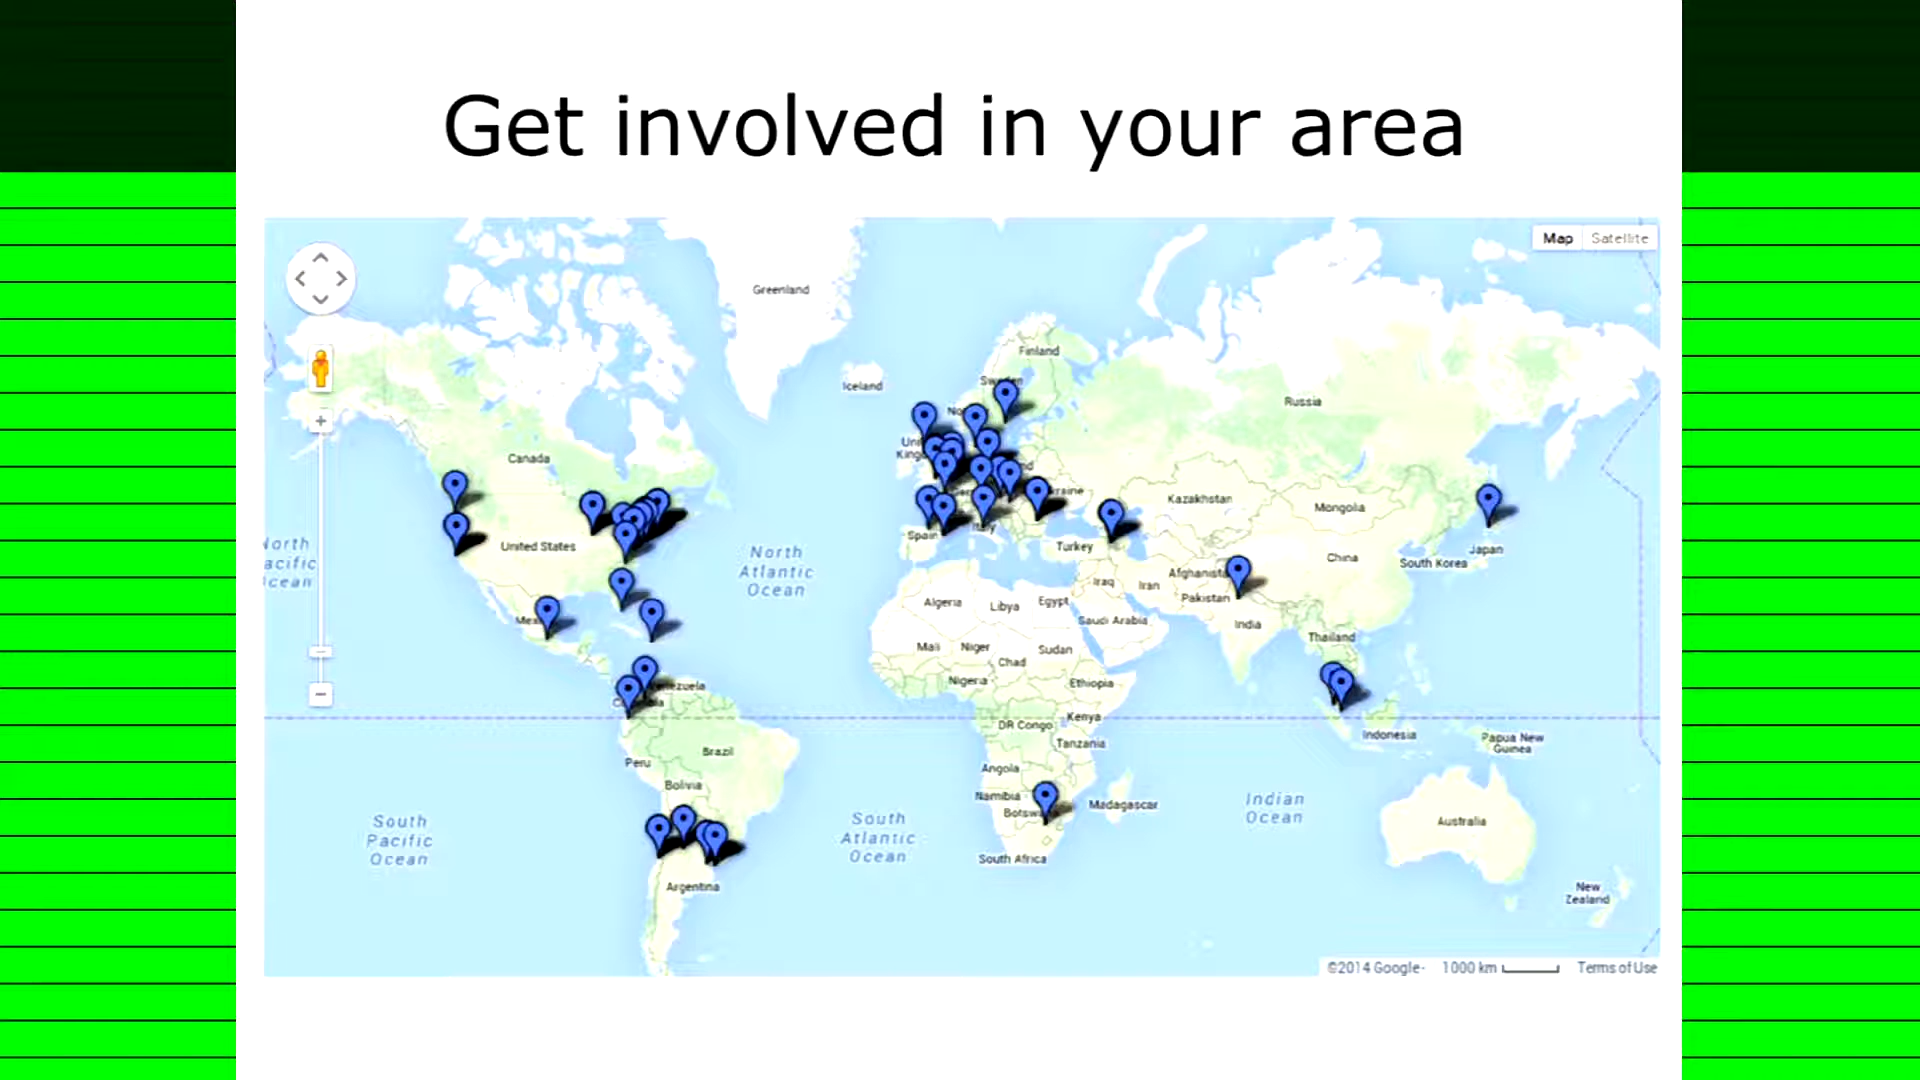 Get involved in your area
Map Satellite
Greenland
Finland
Iceland
Russia
Canada
Kazakhstan
Mongolia
United States
North
Atlantic
Ocean
Spain
Turkey
China
Japan
South Korea
Iraq
Iran
Pakistan
Algeria
Libya
Egypt
Saudi Arabia
India
Thailand
Mali
Niger
Chad
Sudan
Nigeria
Ethiopia
DR Congo
Kenya
Tanzania
Indonesia
Papua New
Guinea
Brazil
Peru
Bolivia
Angola
Namibia
Madagascar
South
Pacific
Ocean
South
Atlantic
Ocean
Indian
Ocean
Australia
South Africa
Argentina
New
Zealand
©2014 Google - 1000 km Terms of Use